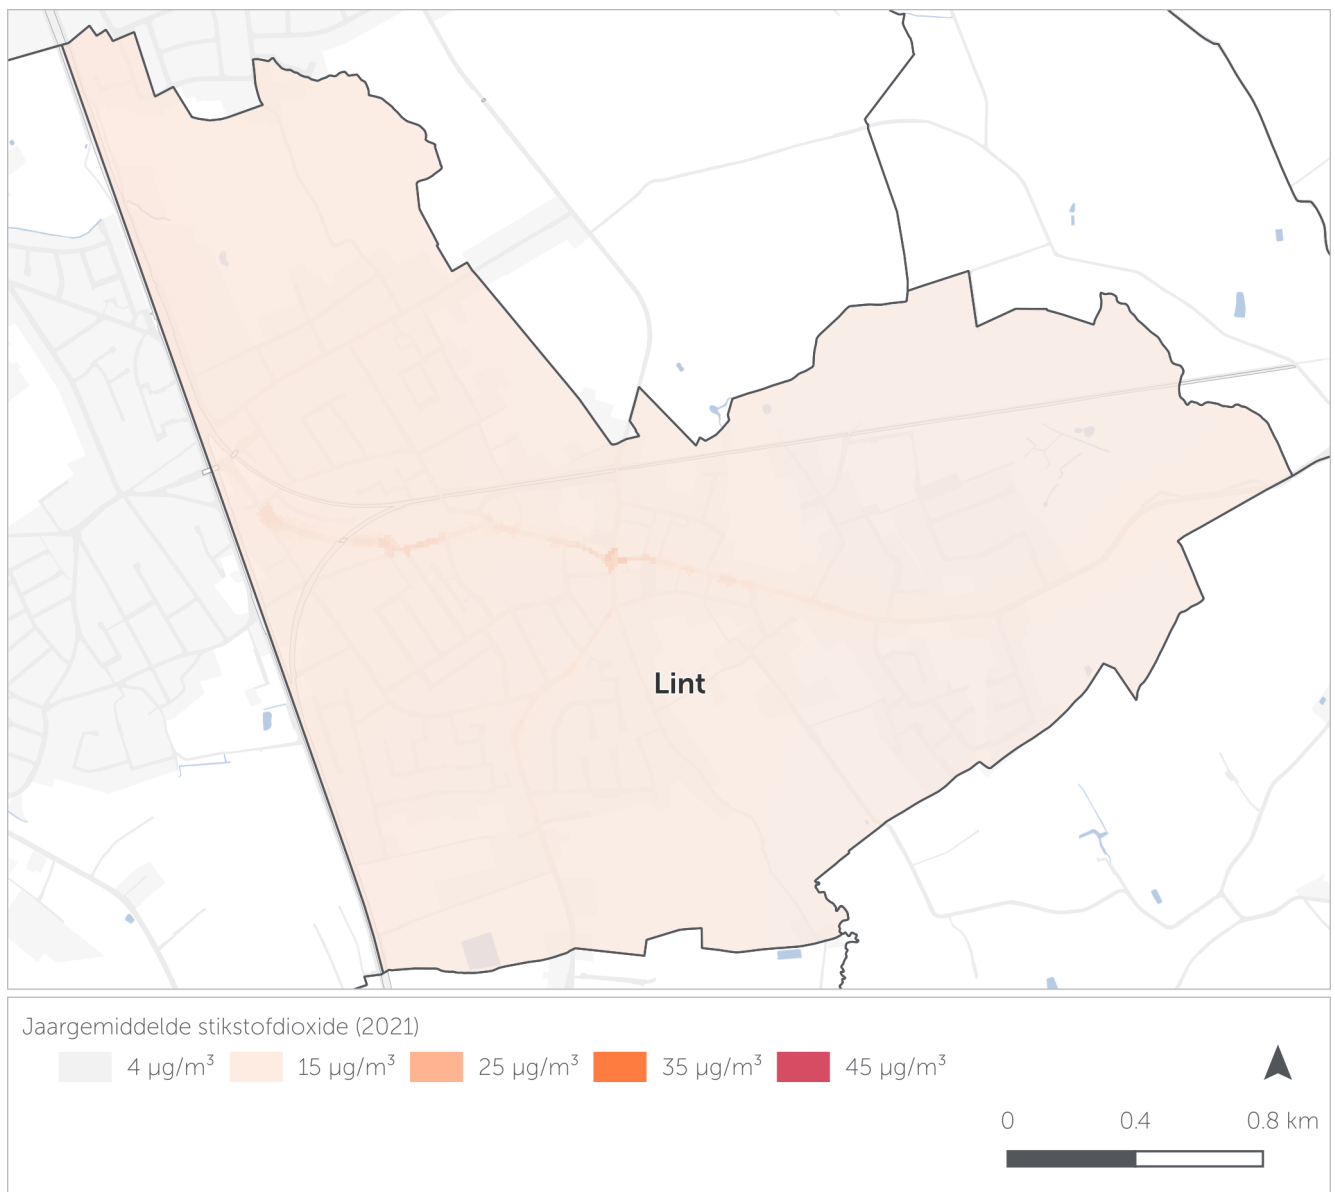 Lint
Jaargemiddelde stikstofdioxide (2021)
4 µg/m³ 15 µg/m³ 25 µg/m³ 35 µg/m³ 45 µg/m³
0 0.4 0.8 km